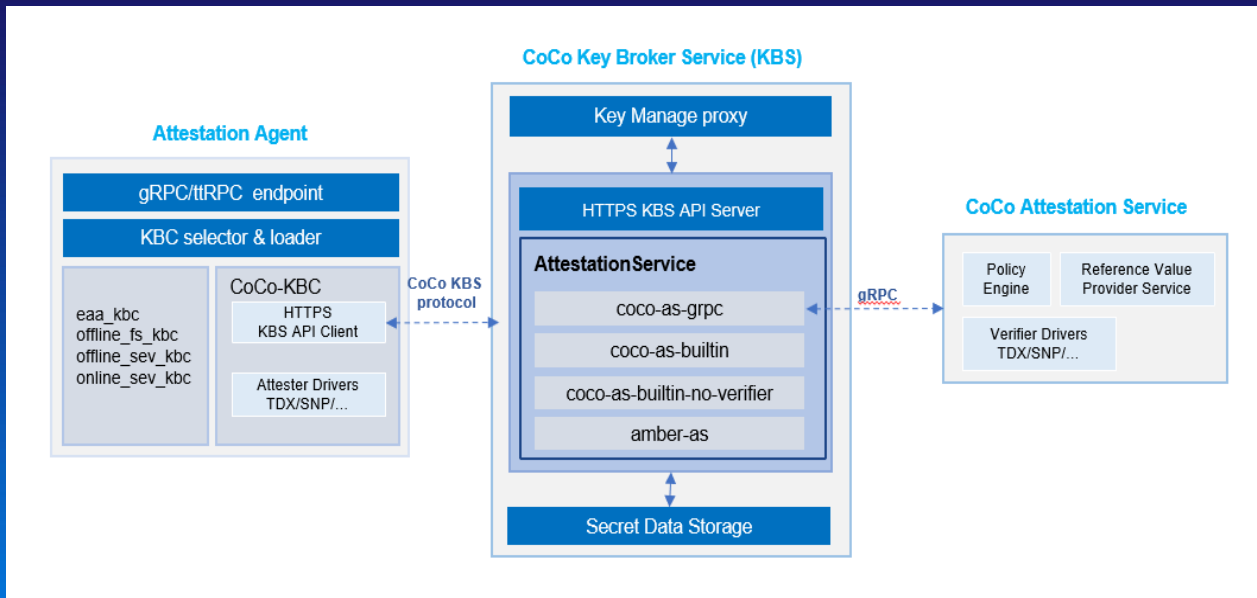 CoCo Key Broker Service (KBS)
Key Manage proxy
Attestation Agent
gRPC/ttRPC endpoint
KBC selector & loader
eaa_kbc
offline_fs_kbc
offline_sev_kbc
online_sev_kbc
CoCo-KBC
HTTPS
KBS API Client
Attester Drivers
TDX/SNP/...
CoCo KBS
protocol
HTTPS KBS API Server
AttestationService
coco-as-grpc
coco-as-builtin
coco-as-builtin-no-verifier
amber-as
Secret Data Storage
gRPC
CoCo Attestation Service
Policy
Engine
Reference Value
Provider Service
Verifier Drivers
TDX/SNP/...